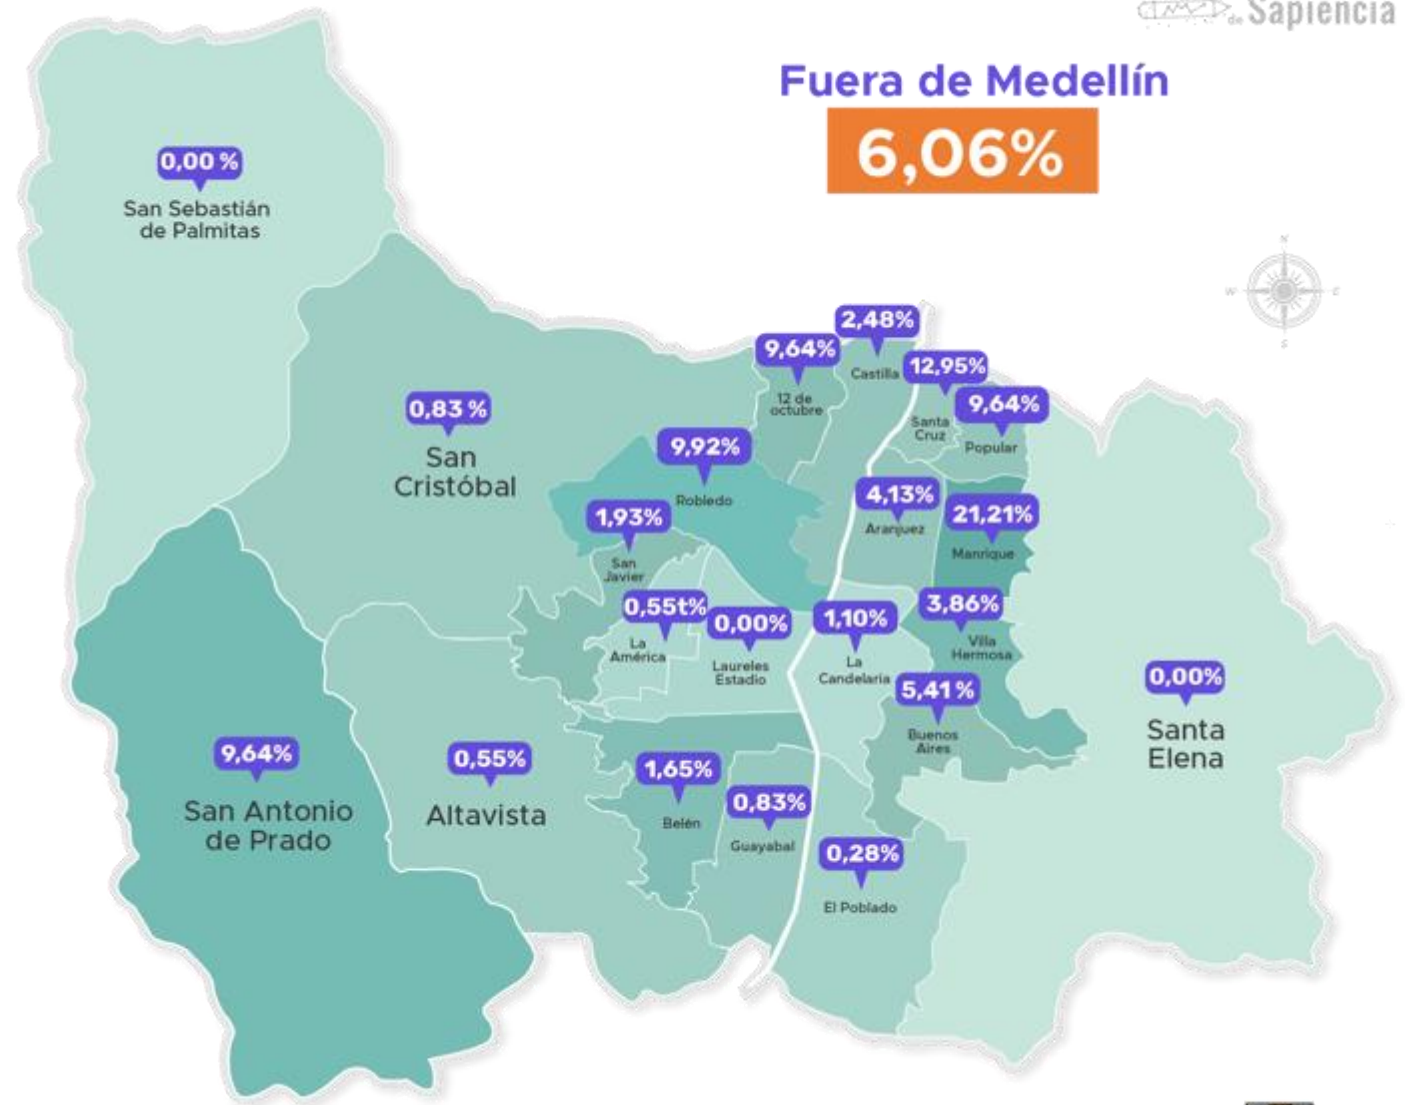 de Sapiencia
Fuera de Medellín
6,06%
0,00 %
San Sebastián
de Palmitas
N
W
E
S
2,48%
Castilla
9,64%
12 de
octubre
12,95%
Santa
Cruz
9,64%
Popular
0,83 %
San
Cristóbal
9,92%
Robledo
4,13%
Aranjuez
21,21%
Manrique
1,93%
San
Javier
0,55t%
La
América
0,00%
Laureles
Estadio
1,10%
La
Candelaria
3,86%
Villa
Hermosa
5,41 %
Buenos
Aires
0,00%
Santa
Elena
9,64%
San Antonio
de Prado
0,55%
Altavista
1,65%
Belén
0,83%
Guayabal
0,28%
El Poblado